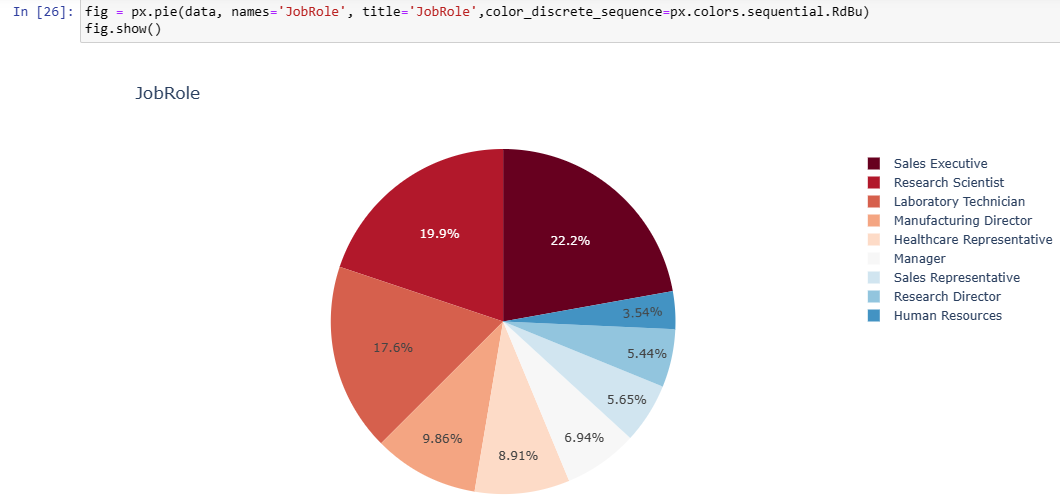 In [26]: fig = px.pie(data, names='JobRole', title='JobRole',color_discrete_sequence=px.colors.sequential.RdBu)
fig.show()
JobRole
Sales Executive
Research Scientist
Laboratory Technician
Manufacturing Director
Healthcare Representative
Manager
Sales Representative
Research Director
Human Resources
19.9%
22.2%
3.54%
17.6%
5.44%
5.65%
9.86%
6.94%
8.91%